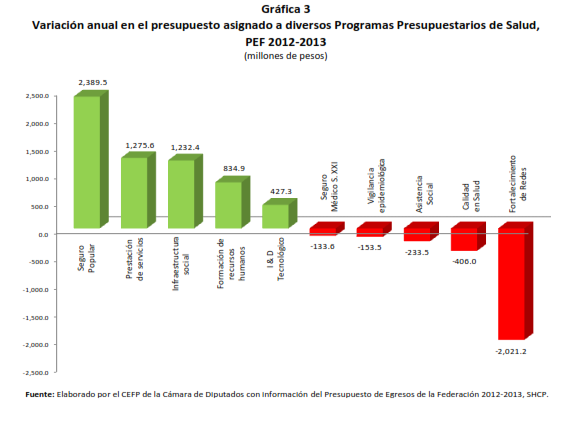 Gráfica 3
Variación anual en el presupuesto asignado a diversos Programas Presupuestarios de Salud,
PEF 2012-2013
(millones de pesos)
2,500.0
2,000.0
1,500.0
1,000.0
500.0
0.0
-500.0
-1,000.0
-1,500.0
-2,000.0
-2,500.0
2,389.5
1,275.6
1,232.4
834.9
427.3
-133.6
-153.5
-233.5
-406.0
-2,021.2
Seguro
Popular
Prestación
de servicios
Infraestructura
social
Formación de
recursos
humanos
I & D
Tecnológico
Seguro
Médico S. XXI
Vigilancia
epidemiológica
Asistencia
Social
Calidad
en Salud
Fortalecimiento
de Redes
Fuente: Elaborado por el CEFP de la Cámara de Diputados con información del Presupuesto de Egresos de la Federación 2012-2013, SHCP.